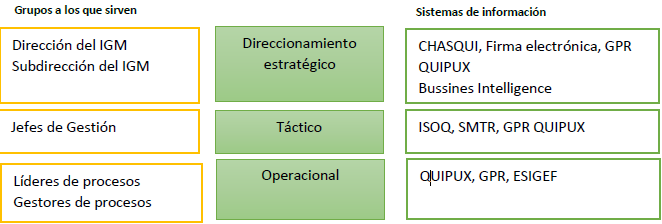 Grupos a los que sirven
Sistemas de información
Dirección del IGM
Subdirección del IGM
Direccionamiento
estratégico
CHASQUI, Firma electrónica, GPR
QUIPUX
Bussines Intelligence
Jefes de Gestión
Táctico
ISOQ, SMTR, GPR QUIPUX
Líderes de procesos
Gestores de procesos
Operacional
QUIPUX, GPR, ESIGEF